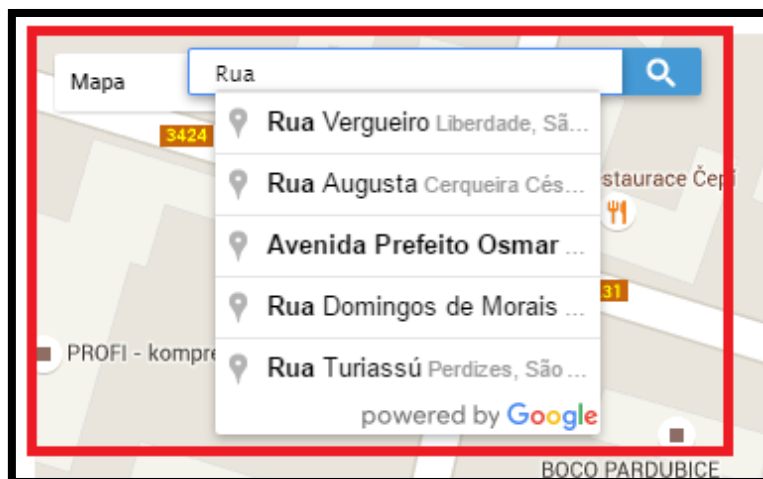 Mapa
Rua
3424
Rua Vergueiro Liberdade, Sã...
Rua Augusta Cerqueira Cés...
staurace Čepí
Avenida Prefeito Osmar ...
31
Rua Domingos de Morais ...
PROFI - kompre
Rua Turiassú Perdizes, São ...
powered by Google
BOCO PARDUBICE